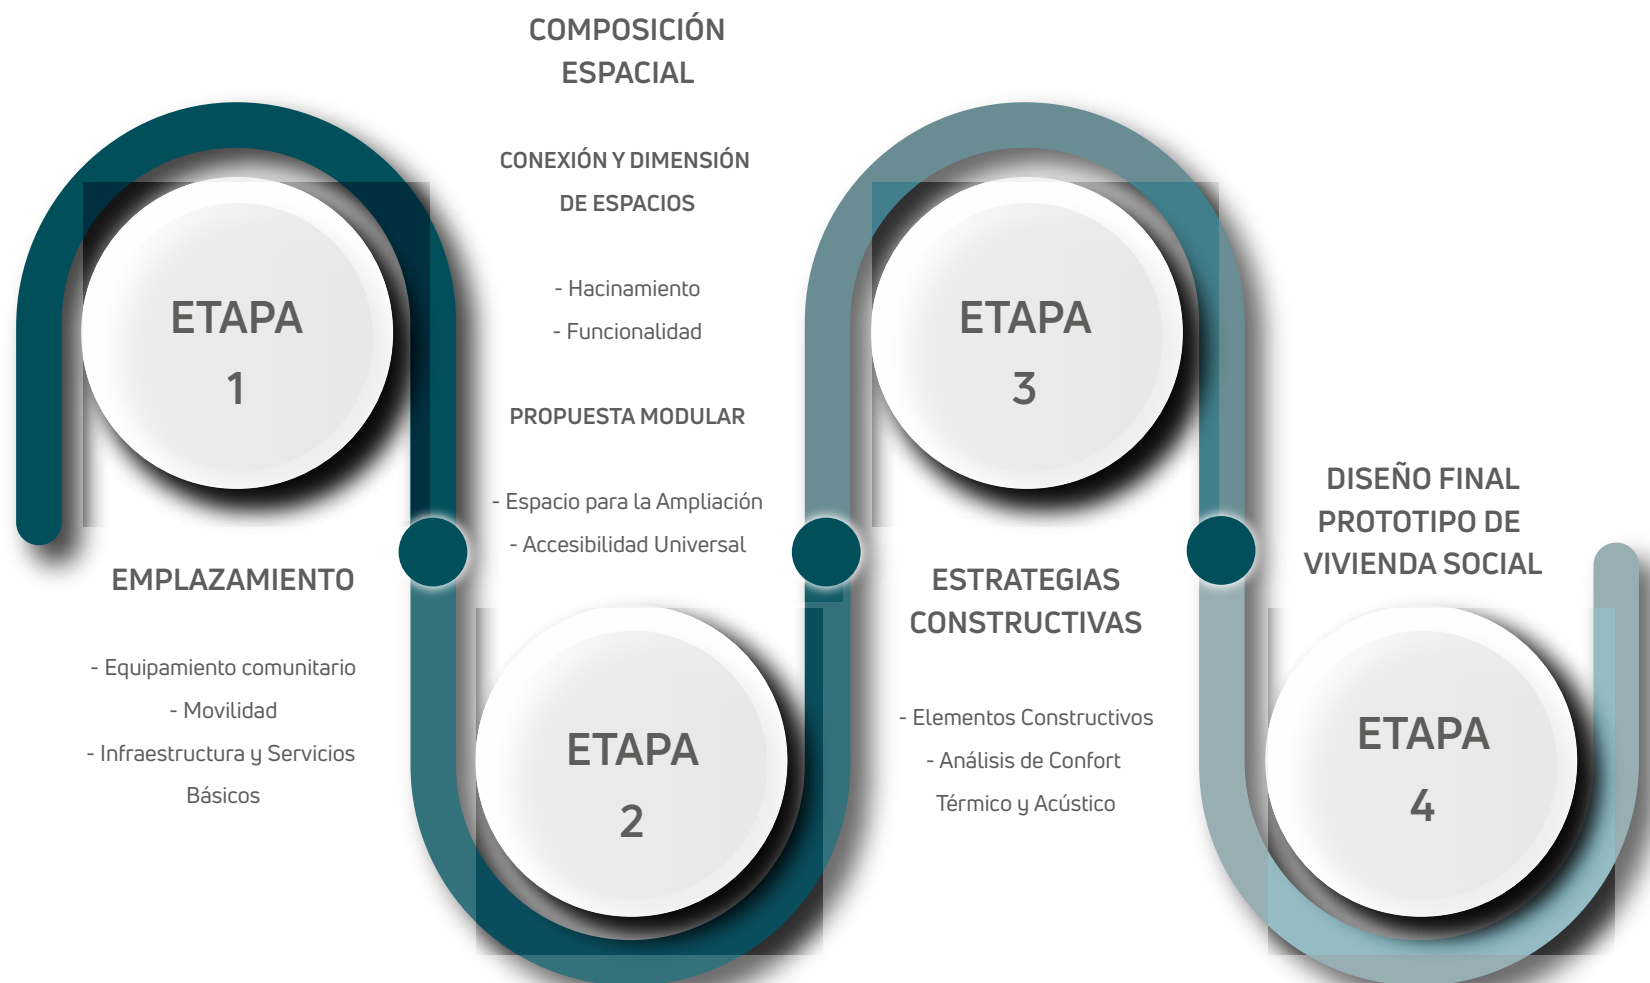 ETAPA
1
EMPLAZAMIENTO
- Equipamiento comunitario
- Movilidad
- Infraestructura y Servicios
Básicos
COMPOSICIÓN
ESPACIAL
CONEXIÓN Y DIMENSIÓN
DE ESPACIOS
- Hacinamiento
- Funcionalidad
PROPUESTA MODULAR
- Espacio para la Ampliación
- Accesibilidad Universal
ETAPA
2
ETAPA
3
ESTRATEGIAS
CONSTRUCTIVAS
- Elementos Constructivos
- Análisis de Confort
Térmico y Acústico
DISEÑO FINAL
PROTOTIPO DE
VIVIENDA SOCIAL
ETAPA
4